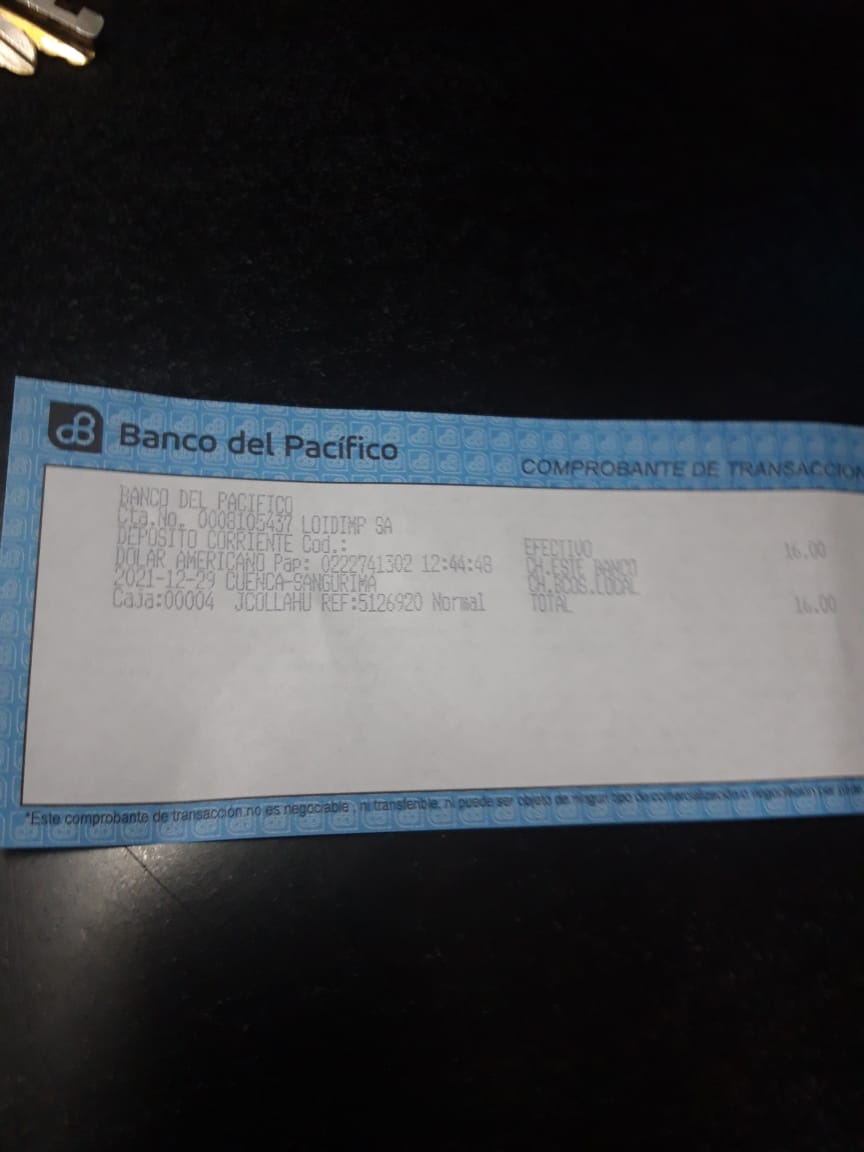 Banco del Pacífico
COMPROBANTE DE TRANSACCION
BANCO DEL PACIFICO
Cta.No. 0008105437 LOIDIMP SA
DEPOSITO CORRIENTE Cod.:
DOLAR AMERICANO Pap: 0222741302 12:44:48
2021-12-29 CUENCA-SANGURIMA
Caja:00004 JCOLLAHU REF:5126920 Normal
EFECTIVO 16.00
CH.ESTE BANCO
CH.BCOS.LOCAL
TOTAL 16.00
*Este comprobante de transacción no es negociable, ni transferible, ni puede ser objeto de ningún tipo de comercialización o negociación por